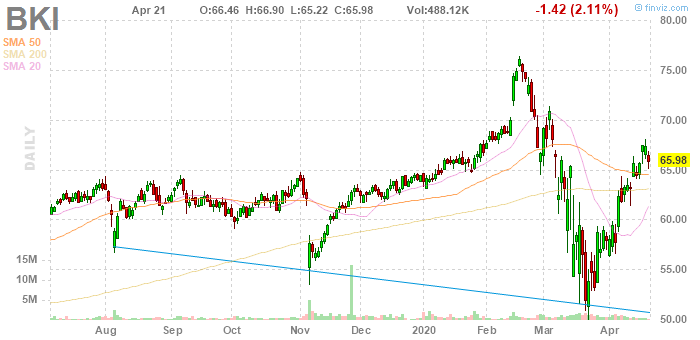 BKI
Apr 21 O:66.46 H:66.90 L:65.22 C:65.98 Vol:488.12K -1.42 (2.11%)
© finviz.com
SMA 50
SMA 200
SMA 20
DAILY
80.00
75.00
70.00
65.98
65.00
60.00
55.00
50.00
15M
10M
5M
Aug Sep Oct Nov Dec 2020 Feb Mar Apr